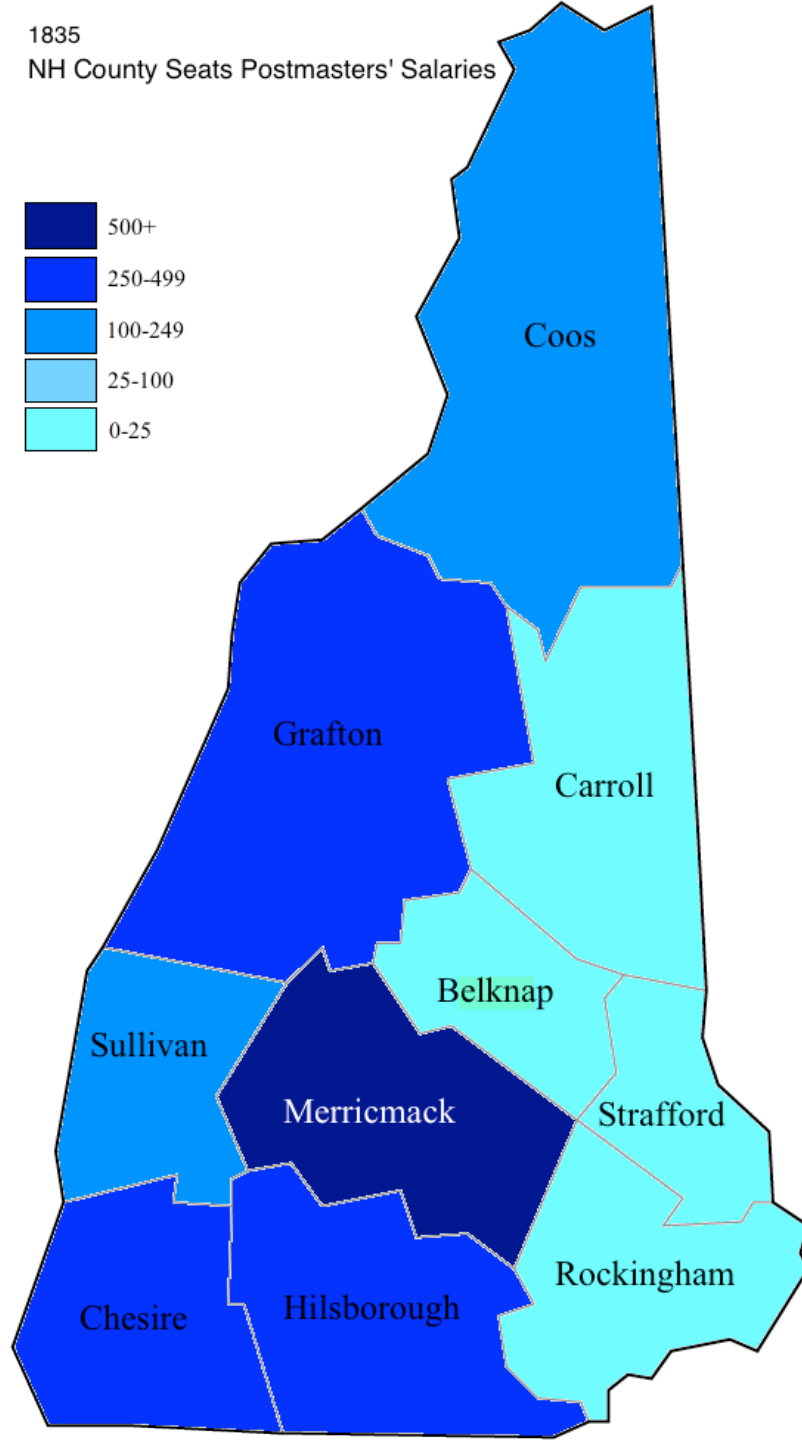 1835
NH County Seats Postmasters' Salaries
500+
250-499
100-249
25-100
0-25
Coos
Grafton
Carroll
Belknap
Sullivan
Merricmack
Strafford
Rockingham
Hilsborough
Chesire